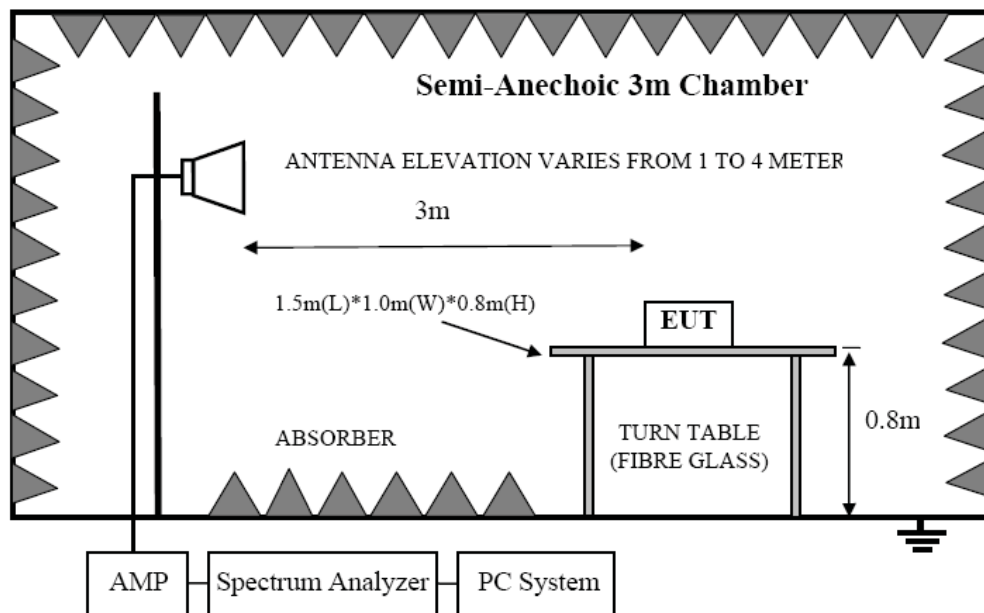 Semi-Anechoic 3m Chamber
ANTENNA ELEVATION VARIES FROM 1 TO 4 METER
3m
1.5m(L)*1.0m(W)*0.8m(H)
EUT
0.8m
ABSORBER
TURN TABLE
(FIBRE GLASS)
AMP
Spectrum Analyzer
PC System